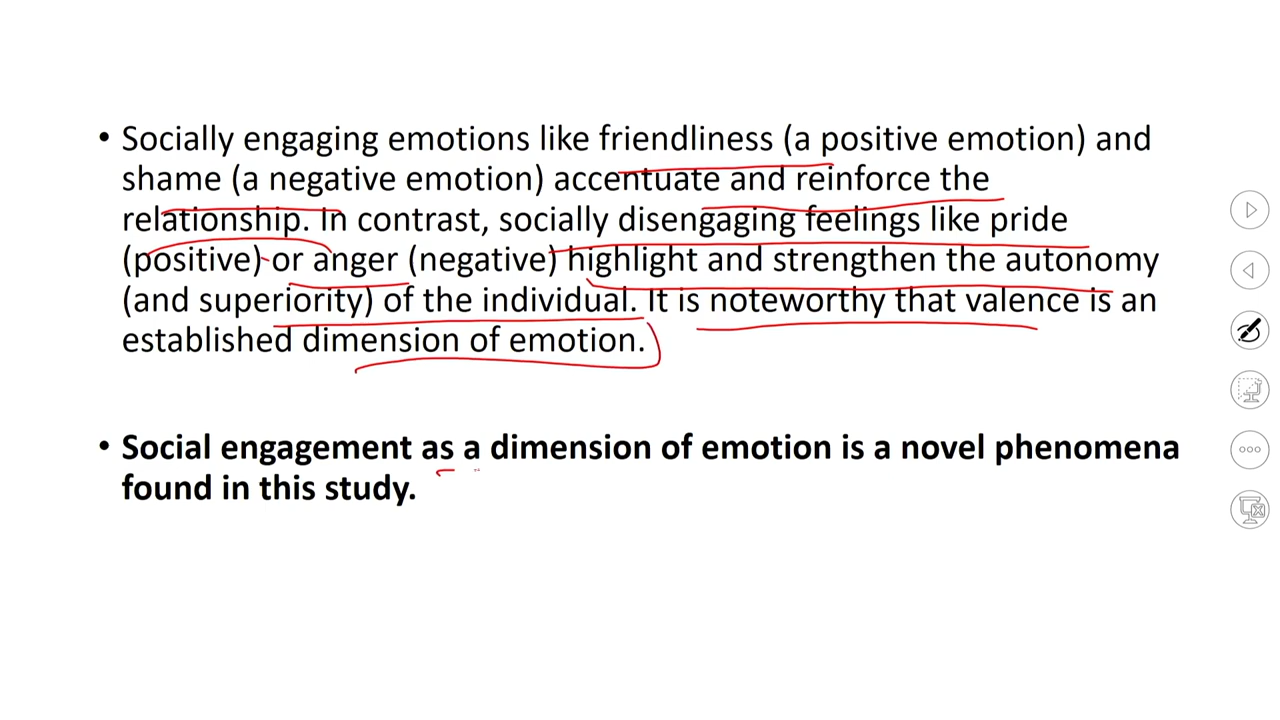 • Socially engaging emotions like friendliness (a positive emotion) and
shame (a negative emotion) accentuate and reinforce the
relationship. In contrast, socially disengaging feelings like pride
(positive) or anger (negative) highlight and strengthen the autonomy
(and superiority) of the individual. It is noteworthy that valence is an
established dimension of emotion.
• Social engagement as a dimension of emotion is a novel phenomena
found in this study.